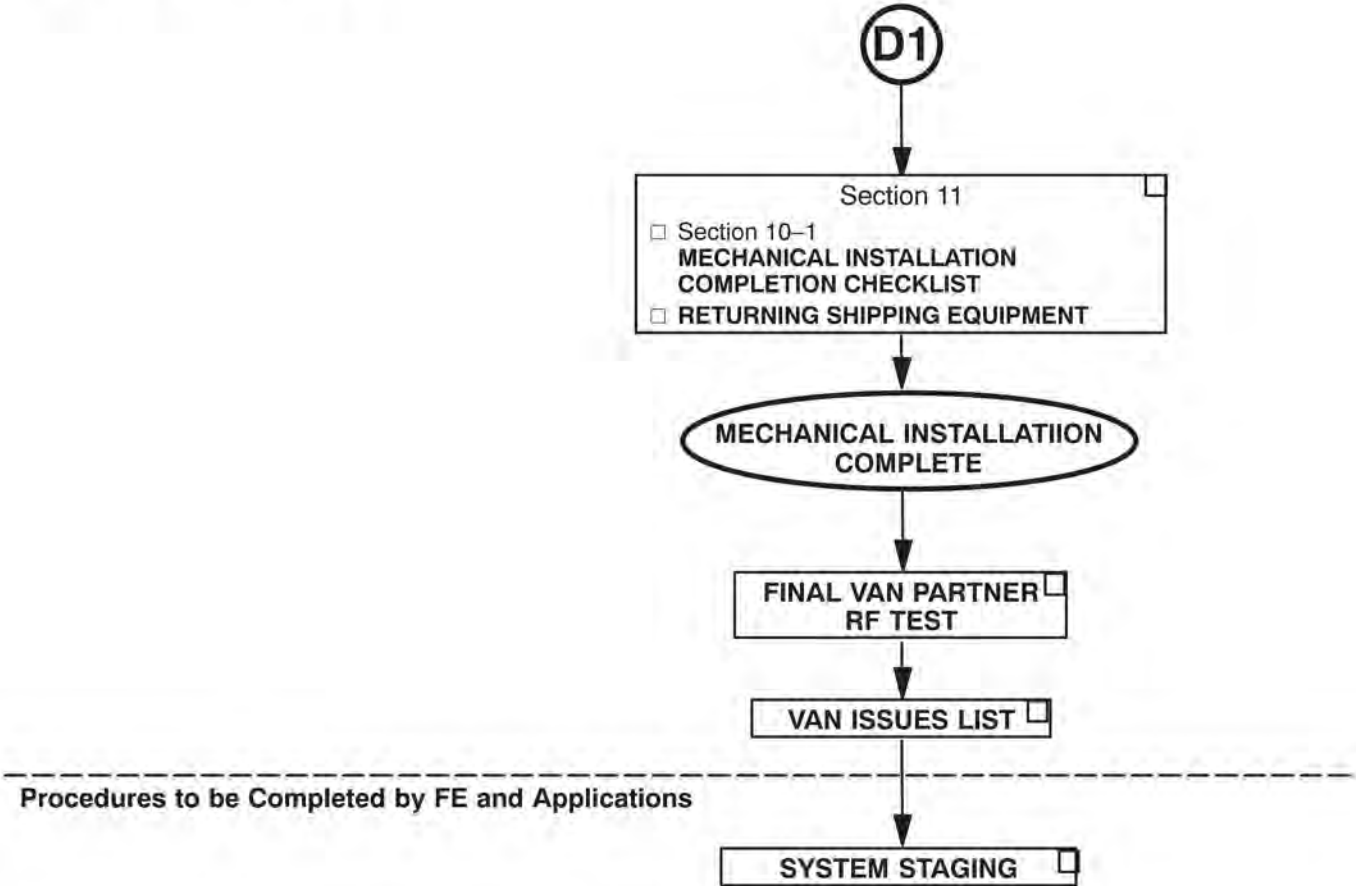 D1
Section 11
□ Section 10–1
MECHANICAL INSTALLATION
COMPLETION CHECKLIST
□ RETURNING SHIPPING EQUIPMENT
MECHANICAL INSTALLATIION
COMPLETE
FINAL VAN PARTNER
RF TEST
VAN ISSUES LIST
Procedures to be Completed by FE and Applications
SYSTEM STAGING